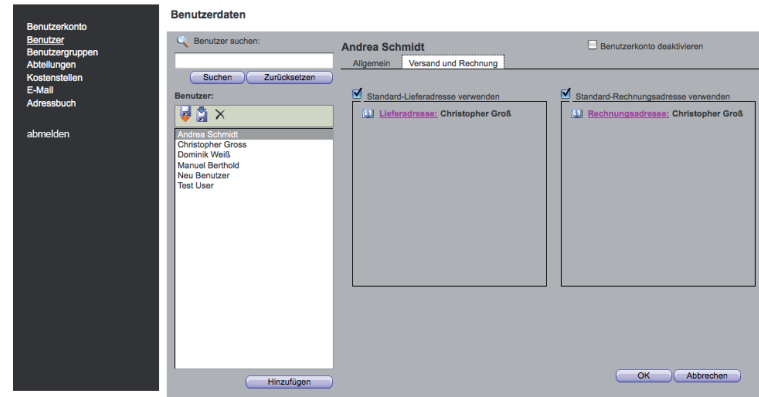 Benutzerkonto
Benutzer
Benutzergruppen
Abteilungen
Kostenstellen
E-Mail
Adressbuch
abmelden
Benutzerdaten
Benutzer suchen:
Suchen
Zurücksetzen
Benutzer:
Andrea Schmidt
Christopher Gross
Dominik Weiß
Manuel Berthold
Neu Benutzer
Test User
Hinzufügen
Andrea Schmidt
Benutzerkonto deaktivieren
Allgemein
Versand und Rechnung
Standard-Lieferadresse verwenden
Lieferadresse: Christopher Groß
Standard-Rechnungsadresse verwenden
Rechnungsadresse: Christopher Groß
OK
Abbrechen